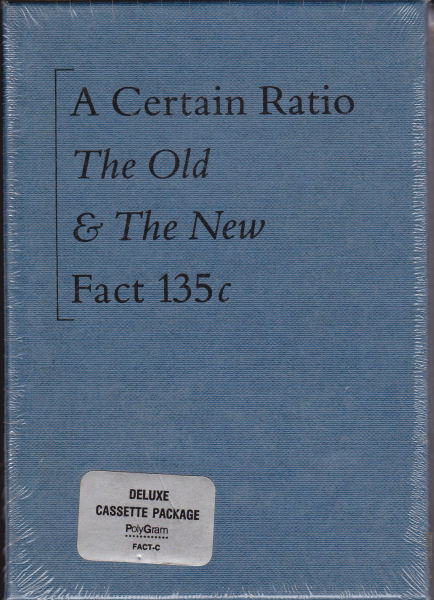 A Certain Ratio
The Old
& The New
Fact 135c
DELUXE
CASSETTE PACKAGE
PolyGram
FACT-C